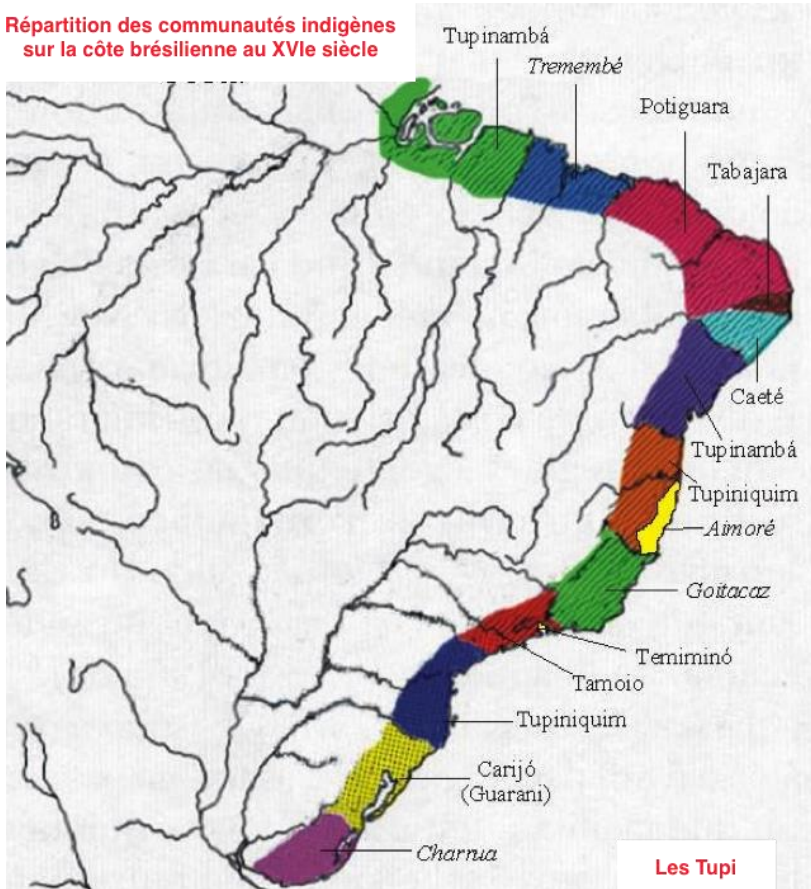 Répartition des communautés indigènes
sur la côte brésilienne au XVIe siècle
Tupinambá
Tremembé
Potiguara
Tabajara
Caeté
Tupinambá
Tupiniquim
Aimoré
Goitacaz
Temiminó
Tamoio
Tupiniquim
Carijó
(Guarani)
Charrua
Les Tupi